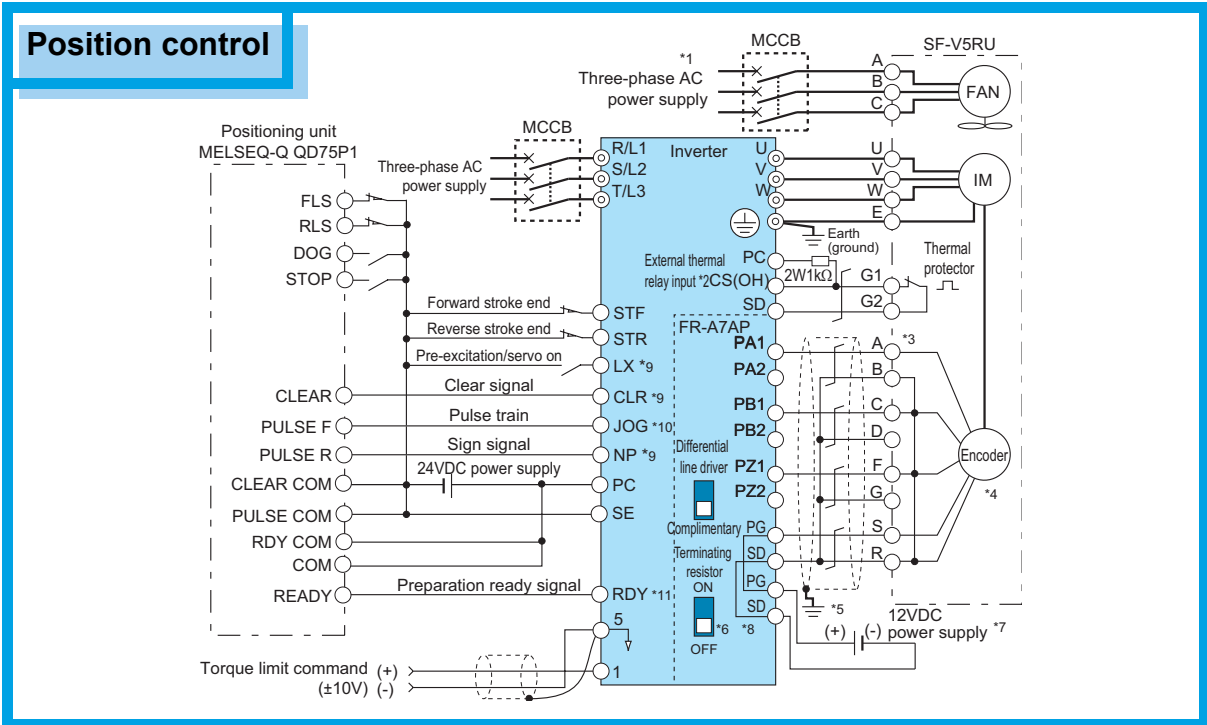 Position control
MCCB
SF-V5RU
*1
Three-phase AC
power supply
A
B
C
FAN
Positioning unit
MELSEQ-Q QD75P1
MCCB
Three-phase AC
power supply
R/L1
S/L2
T/L3
Inverter
U
V
W
U
V
W
E
IM
Earth
(ground)
FLS
RLS
DOG
STOP
External thermal
relay input *2
PC
CS(OH)
SD
2W1kΩ
G1
G2
Thermal
protector
Forward stroke end
STF
Reverse stroke end
STR
Pre-excitation/servo on
LX *9
FR-A7AP
PA1
PA2
PB1
PB2
PZ1
PZ2
A
*3
B
C
D
F
G
S
R
Encoder
*4
CLEAR
Clear signal
CLR *9
PULSE F
Pulse train
JOG *10
PULSE R
Sign signal
NP *9
24VDC power supply
CLEAR COM
PC
PULSE COM
SE
RDY COM
COM
READY
Preparation ready signal
RDY *11
Differential
line driver
Complimentary
Terminating
resistor
ON
OFF
*6
PG
SD
PG
SD
*8
*5
12VDC
power supply *7
(+)
(-)
5
1
Torque limit command
(±10V)
(+)
(-)